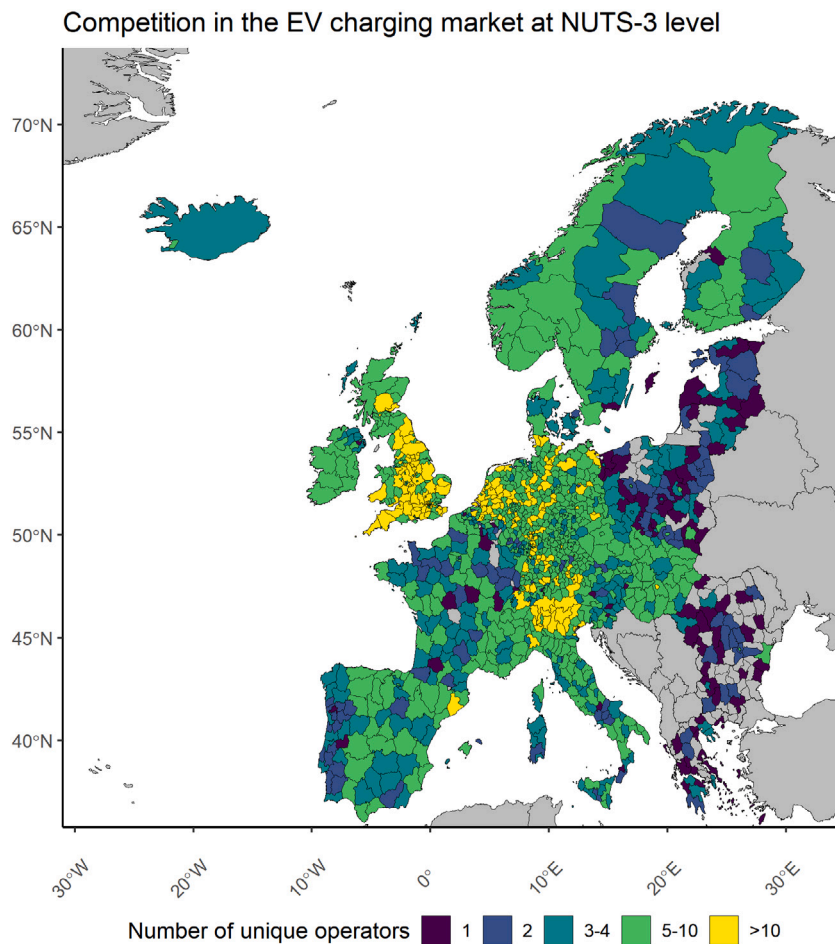 Competition in the EV charging market at NUTS-3 level
70°N
65°N
60°N
55°N
50°N
45°N
40°N
30°W 20°W 10°W 0° 10°E 20°E 30°E
Number of unique operators 1 2 3-4 5-10 >10